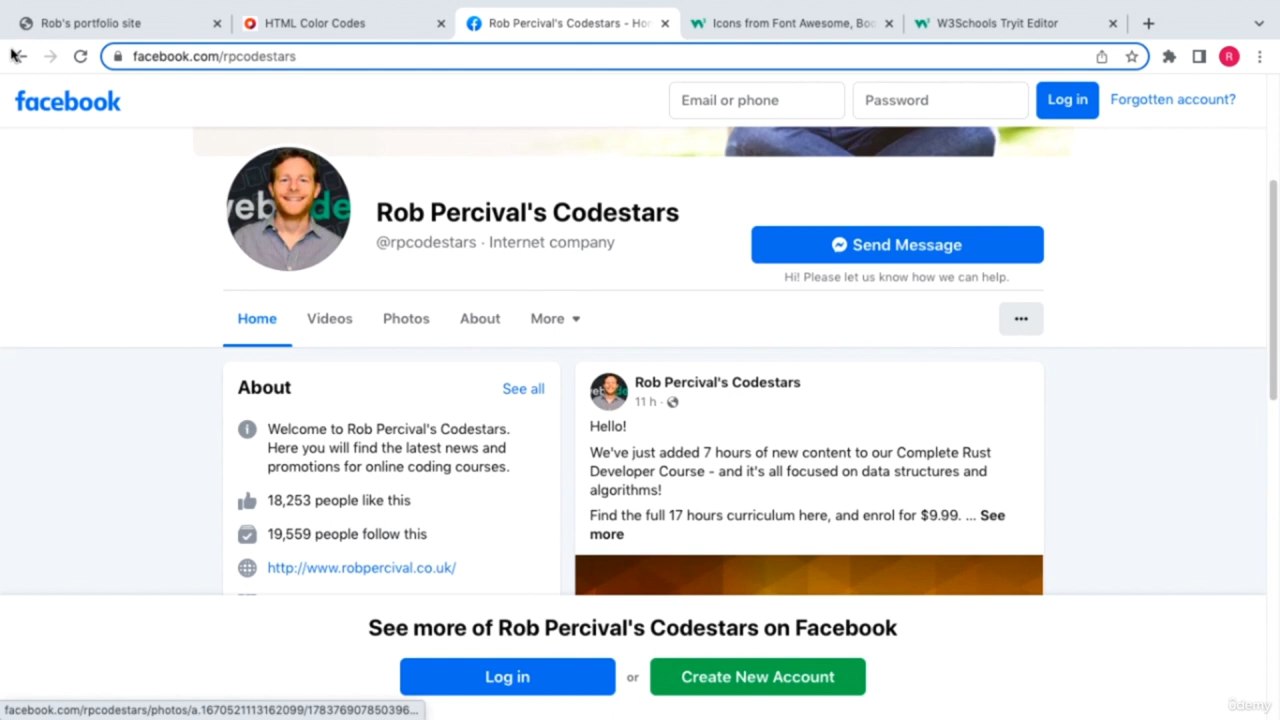 Rob's portfolio site
HTML Color Codes
Rob Percival's Codestars - Hom
Icons from Font Awesome, Boo
W3Schools Tryit Editor
facebook.com/rpcodestars
R
facebook
Email or phone
Password
Log in
Forgotten account?
Rob Percival's Codestars
@rpcodestars · Internet company
Send Message
Hi! Please let us know how we can help.
Home
Videos
Photos
About
More
About
See all
Welcome to Rob Percival's Codestars.
Here you will find the latest news and
promotions for online coding courses.
18,253 people like this
19,559 people follow this
http://www.robpercival.co.uk/
Rob Percival's Codestars
11 h ·
Hello!
We've just added 7 hours of new content to our Complete Rust
Developer Course - and it's all focused on data structures and
algorithms!
Find the full 17 hours curriculum here, and enrol for $9.99. ... See
more
See more of Rob Percival's Codestars on Facebook
Log in
or
Create New Account
facebook.com/rpcodestars/photos/a.1670521113162099/178376907850396...
ûdemy